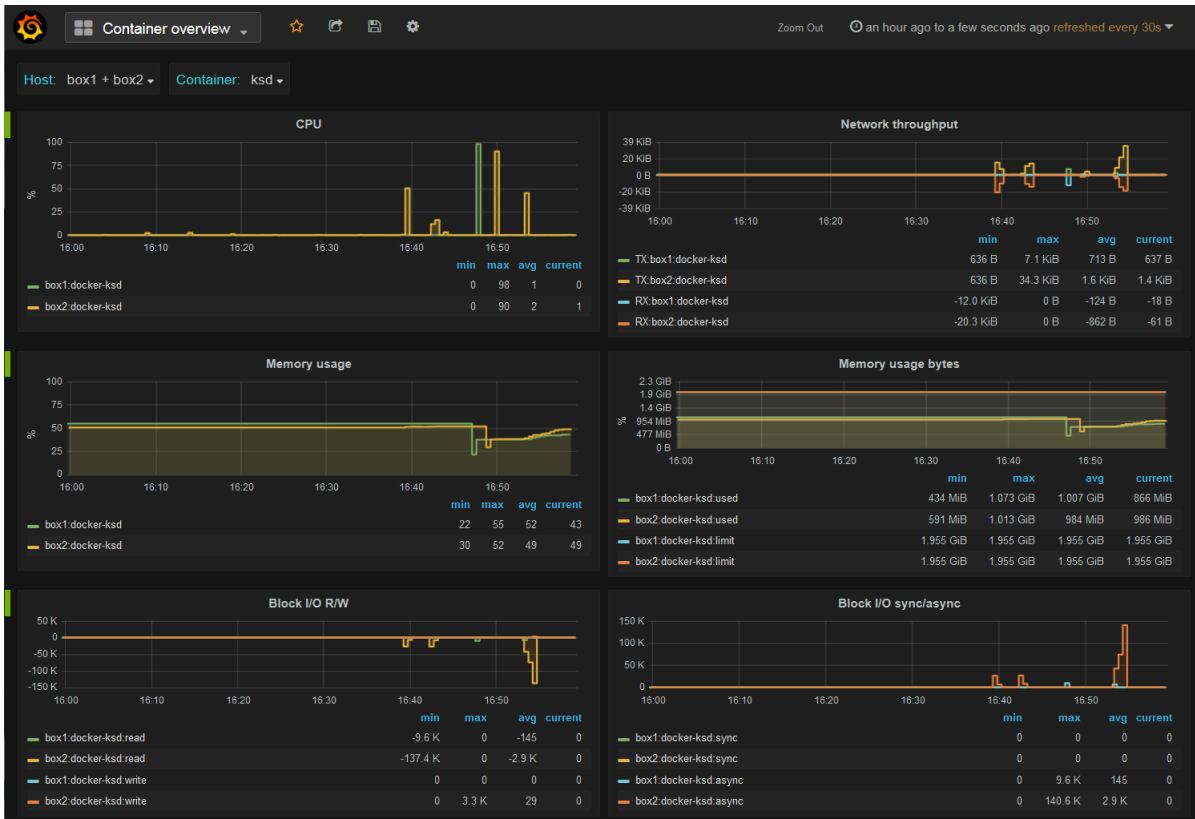 Container overview
Zoom Out
an hour ago to a few seconds ago refreshed every 30s
Host: box1 + box2 Container: ksd
CPU
100
75
50
25
0
%
16:00 16:10 16:20 16:30 16:40 16:50
min max avg current
box1:docker-ksd 0 98 1 0
box2:docker-ksd 0 90 2 1
Network throughput
39 KiB
20 KiB
0 B
-20 KiB
-39 KiB
16:00 16:10 16:20 16:30 16:40 16:50
min max avg current
TX:box1:docker-ksd 636 B 7.1 KiB 713 B 637 B
TX:box2:docker-ksd 636 B 34.3 KiB 1.6 KiB 1.4 KiB
RX:box1:docker-ksd -12.0 KiB 0 B -124 B -18 B
RX:box2:docker-ksd -20.3 KiB 0 B -862 B -61 B
Memory usage
100
75
50
25
0
%
16:00 16:10 16:20 16:30 16:40 16:50
min max avg current
box1:docker-ksd 22 55 52 43
box2:docker-ksd 30 52 49 49
Memory usage bytes
2.3 GiB
1.9 GiB
1.4 GiB
954 MiB
477 MiB
0 B
%
16:00 16:10 16:20 16:30 16:40 16:50
min max avg current
box1:docker-ksd:used 434 MiB 1.073 GiB 1.007 GiB 866 MiB
box2:docker-ksd:used 591 MiB 1.013 GiB 984 MiB 986 MiB
box1:docker-ksd:limit 1.955 GiB 1.955 GiB 1.955 GiB 1.955 GiB
box2:docker-ksd:limit 1.955 GiB 1.955 GiB 1.955 GiB 1.955 GiB
Block I/O R/W
50 K
0
-50 K
-100 K
-150 K
16:00 16:10 16:20 16:30 16:40 16:50
min max avg current
box1:docker-ksd:read -9.6 K 0 -145 0
box2:docker-ksd:read -137.4 K 0 -2.9 K 0
box1:docker-ksd:write 0 0 0 0
box2:docker-ksd:write 0 3.3 K 29 0
Block I/O sync/async
150 K
100 K
50 K
0
16:00 16:10 16:20 16:30 16:40 16:50
min max avg current
box1:docker-ksd:sync 0 0 0 0
box2:docker-ksd:sync 0 0 0 0
box1:docker-ksd:async 0 9.6 K 145 0
box2:docker-ksd:async 0 140.6 K 2.9 K 0